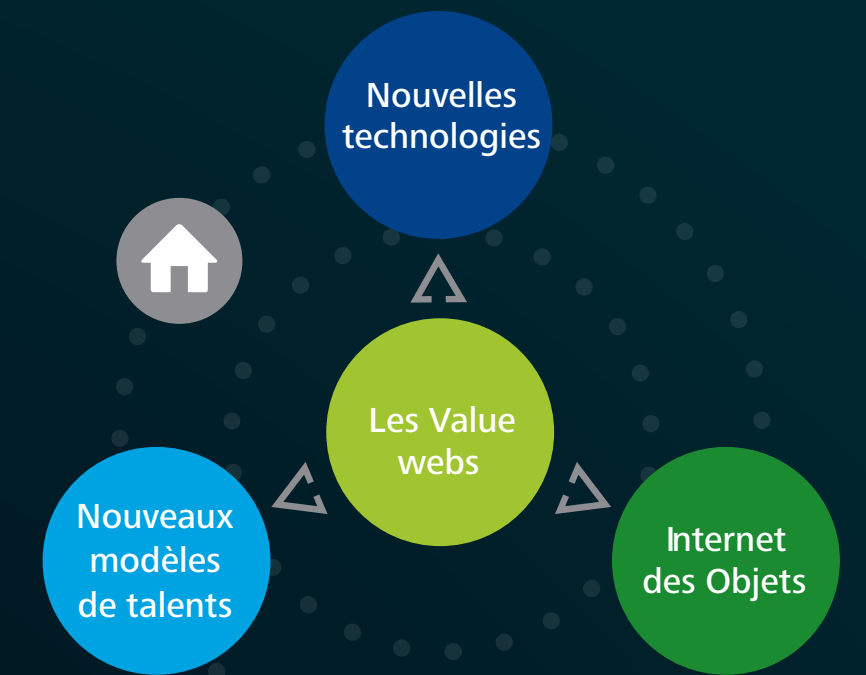 Nouvelles
technologies
Les Value
webs
Nouveaux
modèles
de talents
Internet
des Objets